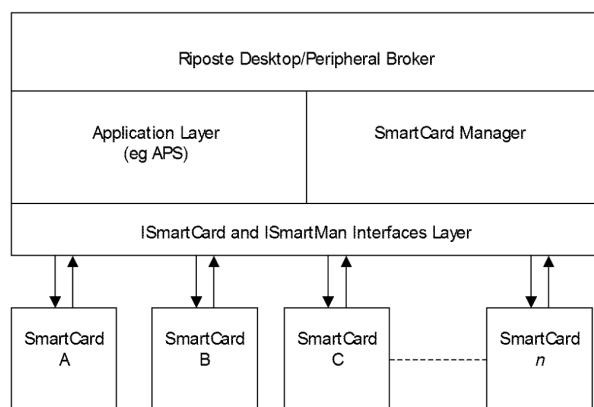 Riposte Desktop/Peripheral Broker
Application Layer
(eg APS)
SmartCard Manager
ISmartCard and ISmartMan Interfaces Layer
SmartCard
A
SmartCard
B
SmartCard
C
SmartCard
n